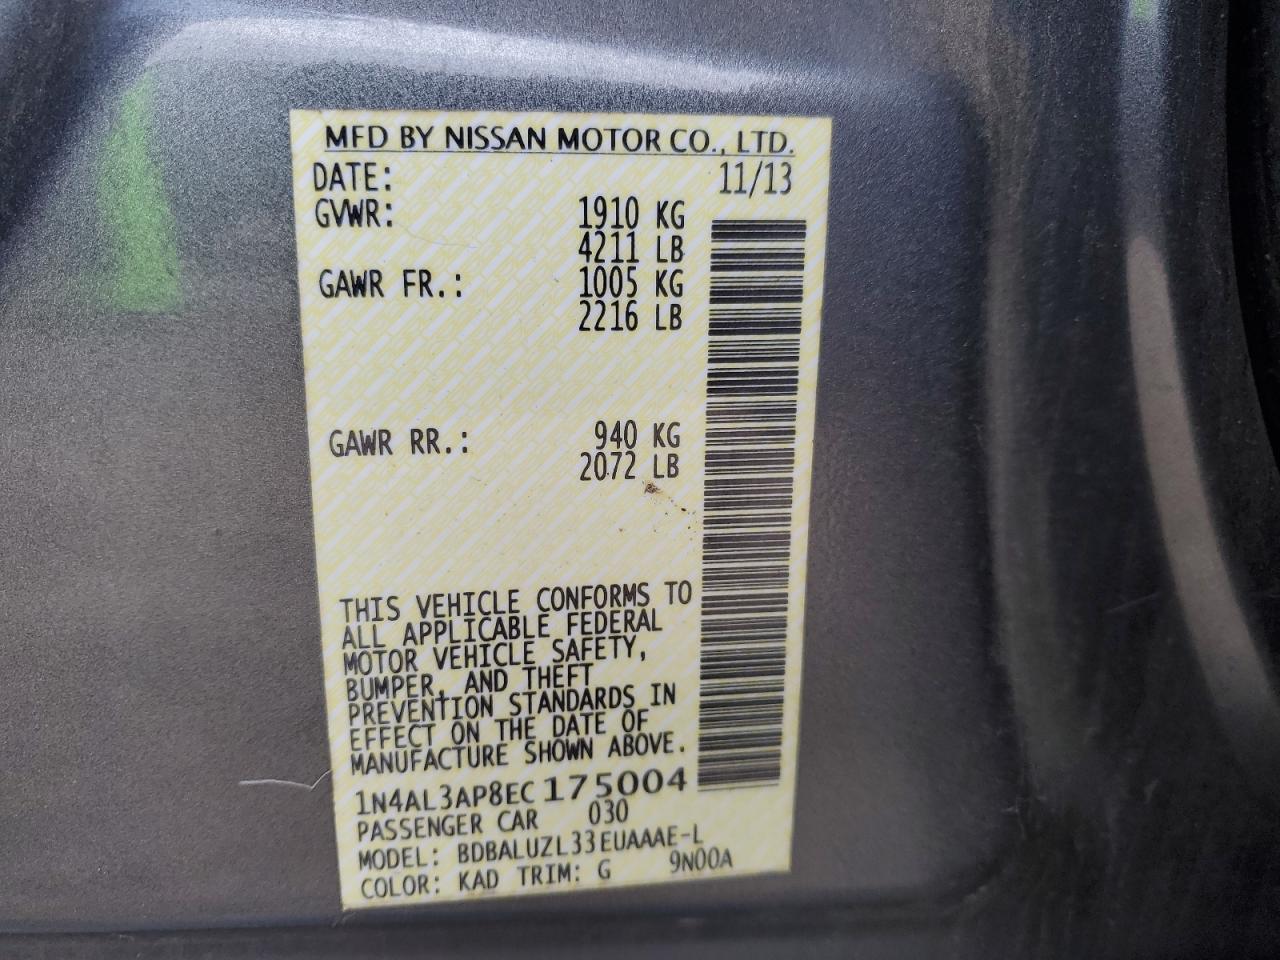 MFD BY NISSAN MOTOR CO., LTD.
DATE: 11/13
GVWR: 1910 KG
4211 LB
GAWR FR.: 1005 KG
2216 LB
GAWR RR.: 940 KG
2072 LB
THIS VEHICLE CONFORMS TO
ALL APPLICABLE FEDERAL
MOTOR VEHICLE SAFETY,
BUMPER, AND THEFT
PREVENTION STANDARDS IN
EFFECT ON THE DATE OF
MANUFACTURE SHOWN ABOVE.
1N4AL3AP8EC175004
PASSENGER CAR 030
MODEL: BDBALUZL33EUAAAE-L
COLOR: KAD TRIM: G 9N00A